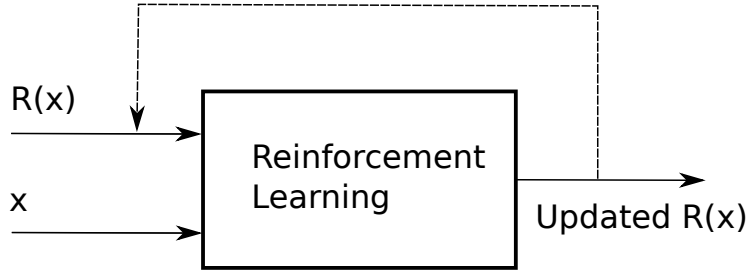 R(x)
x
Reinforcement
Learning
Updated R(x)